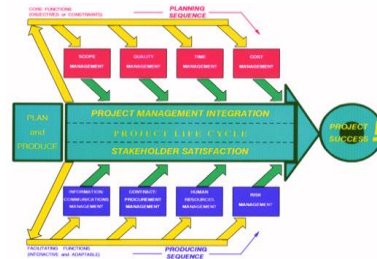 CORE FUNCTIONS
(OBJECTIVES or CONSTRAINTS)
PLANNING
SEQUENCE
SCOPE
MANAGEMENT
QUALITY
MANAGEMENT
TIME
MANAGEMENT
COST
MANAGEMENT
PLAN
and
PRODUCE
PROJECT MANAGEMENT INTEGRATION
PROJECT LIFE CYCLE
STAKEHOLDER SATISFACTION
PROJECT
SUCCESS !
INFORMATION/
COMMUNICATIONS
MANAGEMENT
CONTRACT/
PROCUREMENT
MANAGEMENT
HUMAN
RESOURCES
MANAGEMENT
RISK
MANAGEMENT
FACILITATING FUNCTIONS
(INTERACTIVE and ADAPTABLE)
PRODUCING
SEQUENCE